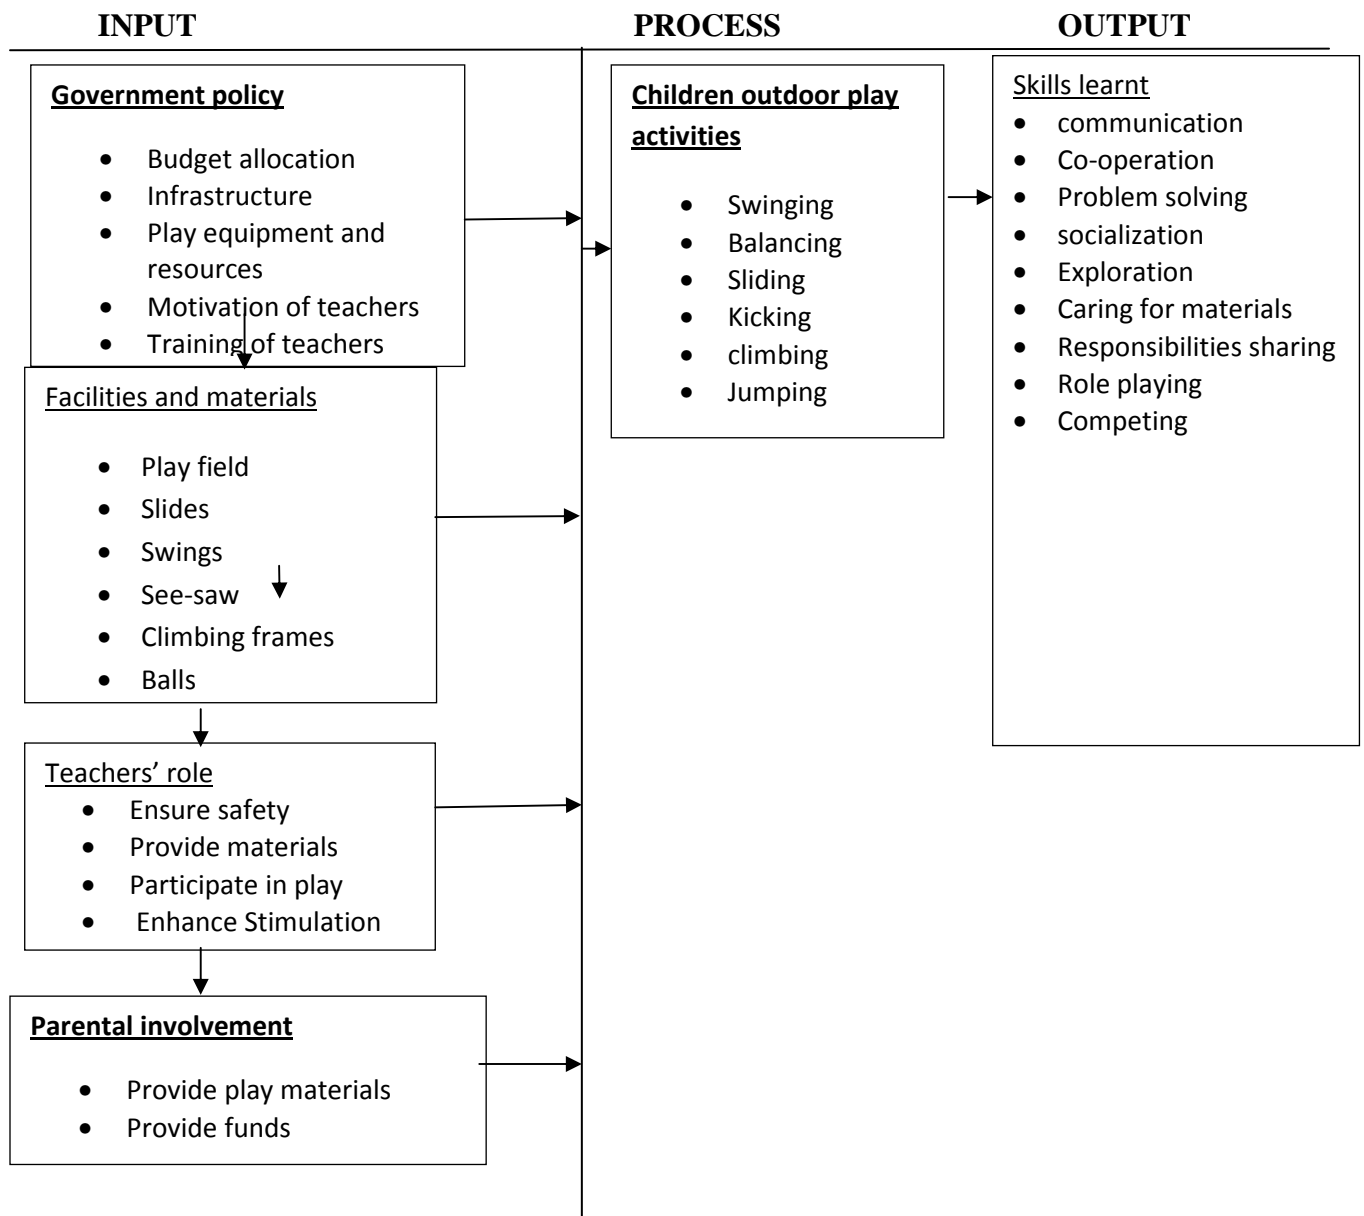 INPUT
PROCESS
OUTPUT
Government policy
• Budget allocation
• Infrastructure
• Play equipment and
resources
• Motivation of teachers
• Training of teachers
Facilities and materials
• Play field
• Slides
• Swings
• See-saw
• Climbing frames
• Balls
Teachers’ role
• Ensure safety
• Provide materials
• Participate in play
• Enhance Stimulation
Parental involvement
• Provide play materials
• Provide funds
Children outdoor play
activities
• Swinging
• Balancing
• Sliding
• Kicking
• climbing
• Jumping
Skills learnt
• communication
• Co-operation
• Problem solving
• socialization
• Exploration
• Caring for materials
• Responsibilities sharing
• Role playing
• Competing